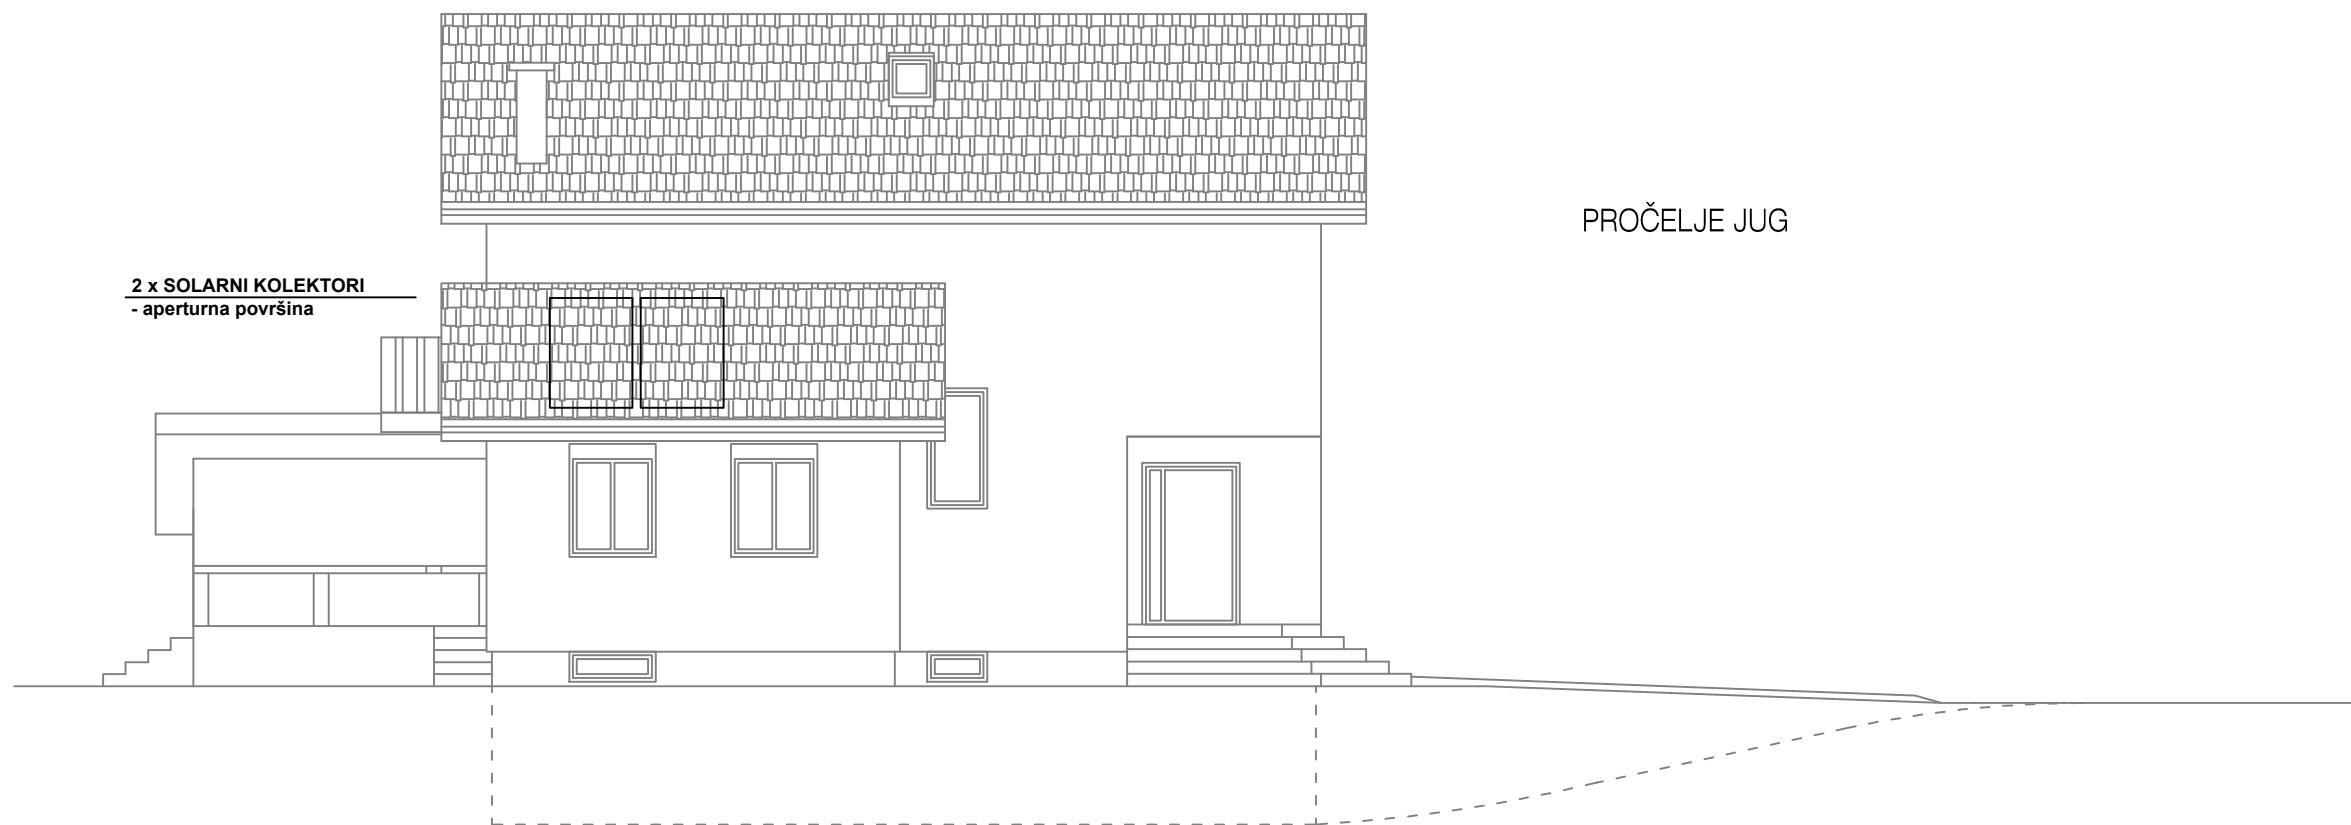 PROČELJE JUG
2 x SOLARNI KOLEKTORI
- aperturna površina